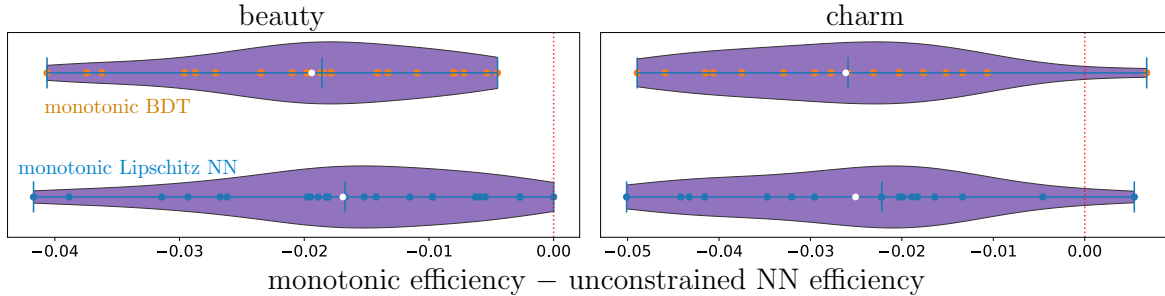 beauty
charm
monotonic BDT
monotonic Lipschitz NN
−0.04 −0.03 −0.02 −0.01 0.00
−0.05 −0.04 −0.03 −0.02 −0.01 0.00
monotonic efficiency − unconstrained NN efficiency